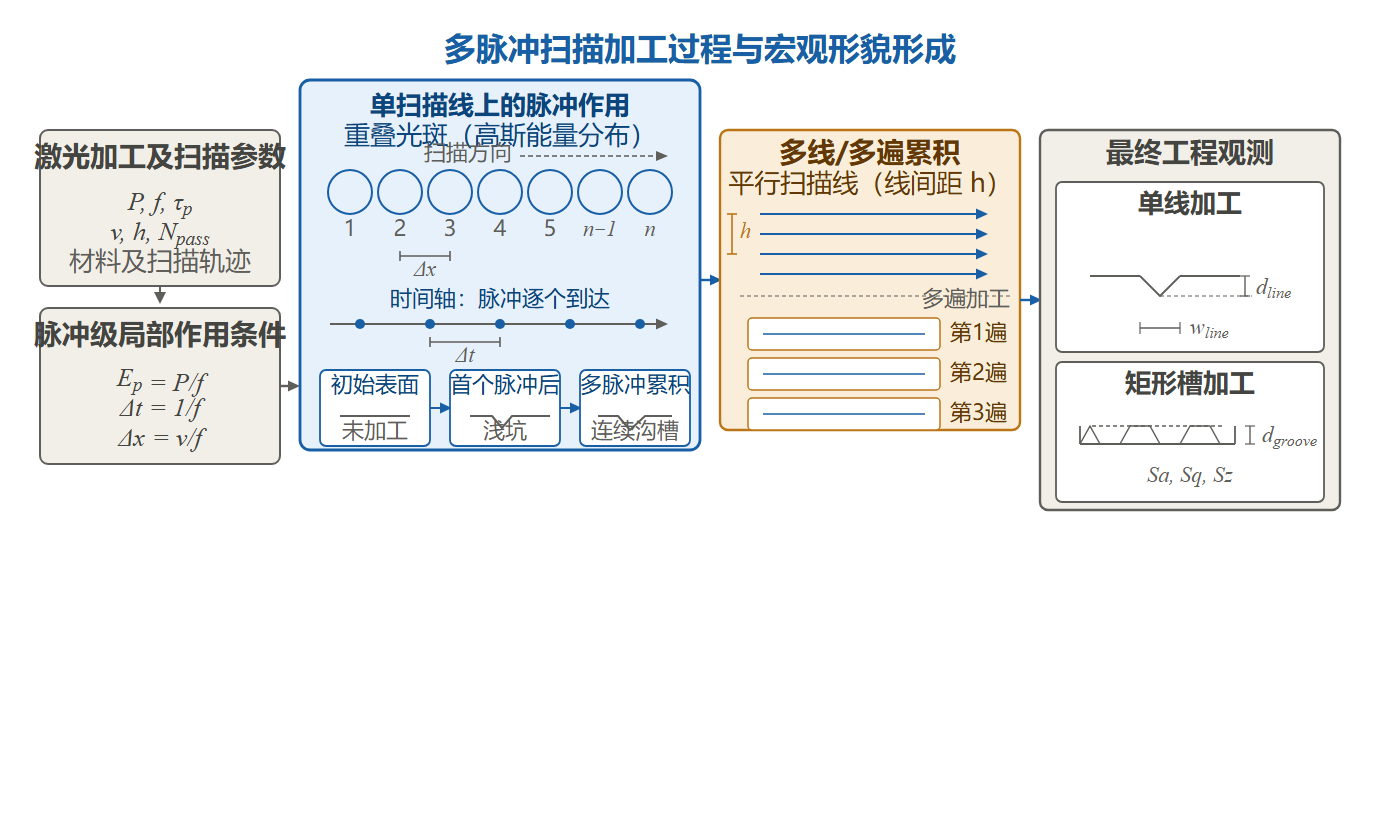 多脉冲扫描加工过程与宏观形貌形成
激光加工及扫描参数
P, f, τp
v, h, Npass
材料及扫描轨迹
脉冲级局部作用条件
Ep = P/f
Δt = 1/f
Δx = v/f
单扫描线上的脉冲作用
重叠光斑（高斯能量分布）
扫描方向
1 2 3 4 5 n−1 n
Δx
时间轴：脉冲逐个到达
Δt
初始表面 首个脉冲后 多脉冲累积
未加工 浅坑 连续沟槽
多线/多遍累积
平行扫描线（线间距 h）
h
多遍加工
第1遍
第2遍
第3遍
最终工程观测
单线加工
dline
wline
矩形槽加工
dgroove
Sa, Sq, Sz